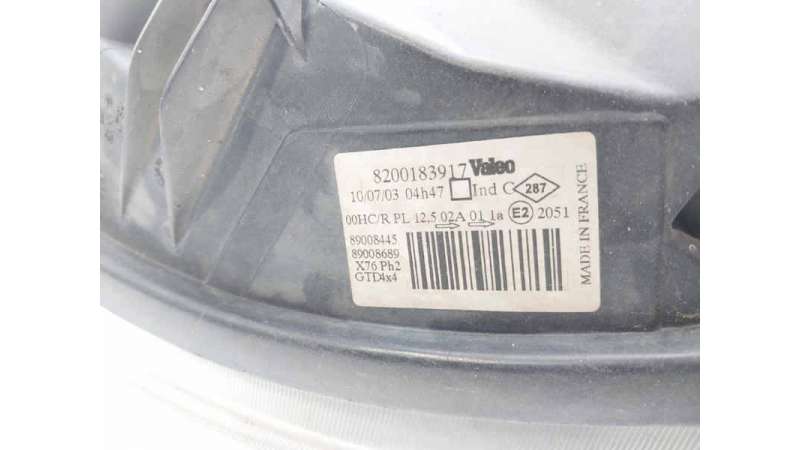 8200183917 Valeo
10/07/03 04h47 Ind C 287
00HC/R PL 12,5 02A 01 1a E2 2051
89008445
89008689
X76 Ph2
GTD4x4
MADE IN FRANCE